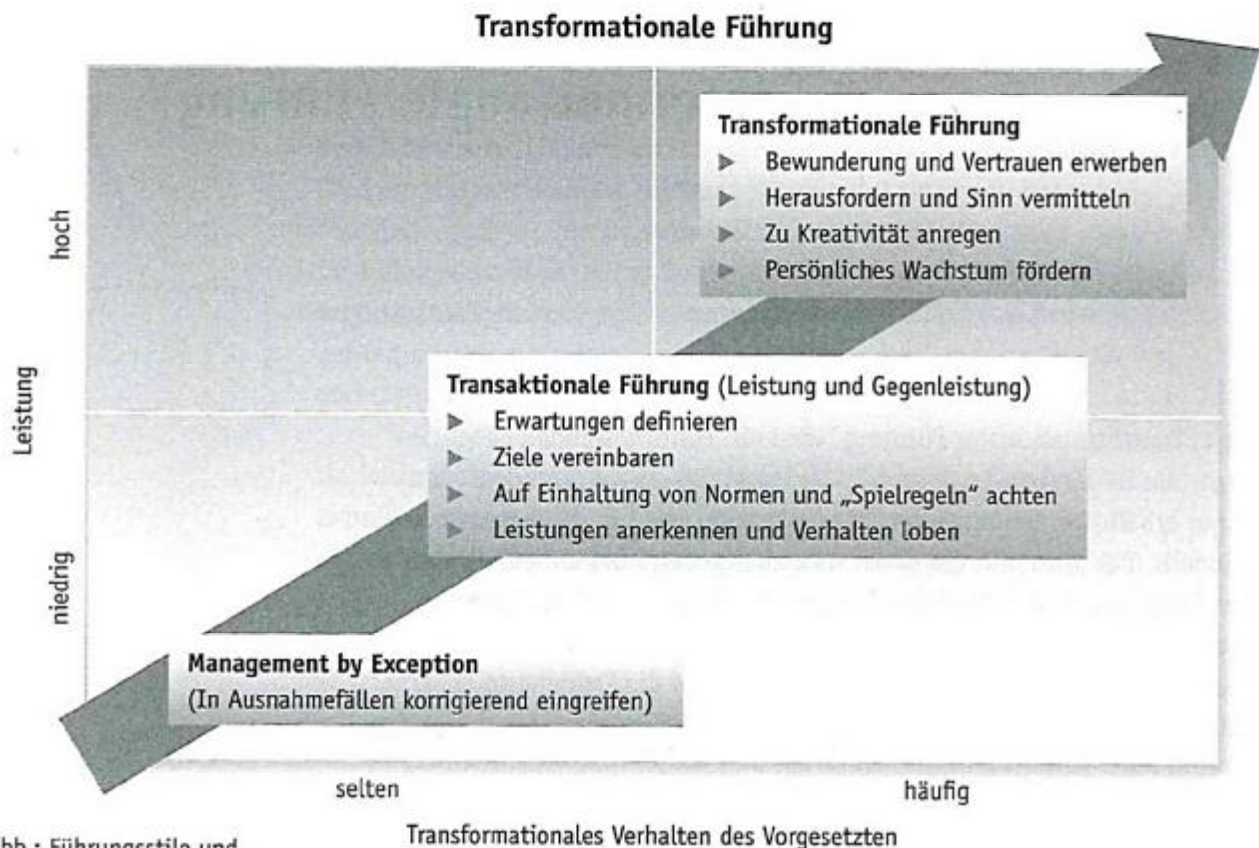 Transformationale Führung
Transformationale Führung
▶ Bewunderung und Vertrauen erwerben
▶ Herausfordern und Sinn vermitteln
▶ Zu Kreativität anregen
▶ Persönliches Wachstum fördern
hoch
Leistung
niedrig
Transaktionale Führung (Leistung und Gegenleistung)
▶ Erwartungen definieren
▶ Ziele vereinbaren
▶ Auf Einhaltung von Normen und „Spielregeln“ achten
▶ Leistungen anerkennen und Verhalten loben
Management by Exception
(In Ausnahmefällen korrigierend eingreifen)
selten
häufig
Transformationales Verhalten des Vorgesetzten
Führungsstile und